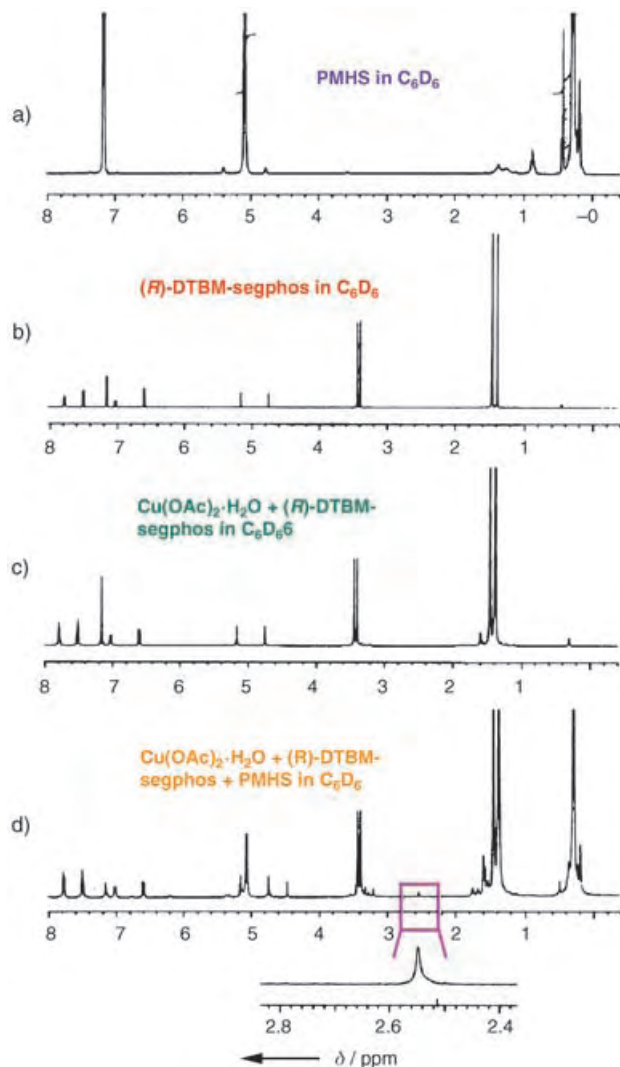 a)
PMHS in C₆D₆
8 7 6 5 4 3 2 1 –0
b)
(R)-DTBM-segphos in C₆D₆
8 7 6 5 4 3 2 1
c)
Cu(OAc)₂·H₂O + (R)-DTBM-
segphos in C₆D₆6
8 7 6 5 4 3 2 1
d)
Cu(OAc)₂·H₂O + (R)-DTBM-
segphos + PMHS in C₆D₆
8 7 6 5 4 3 2 1
2.8 2.6 2.4
δ / ppm